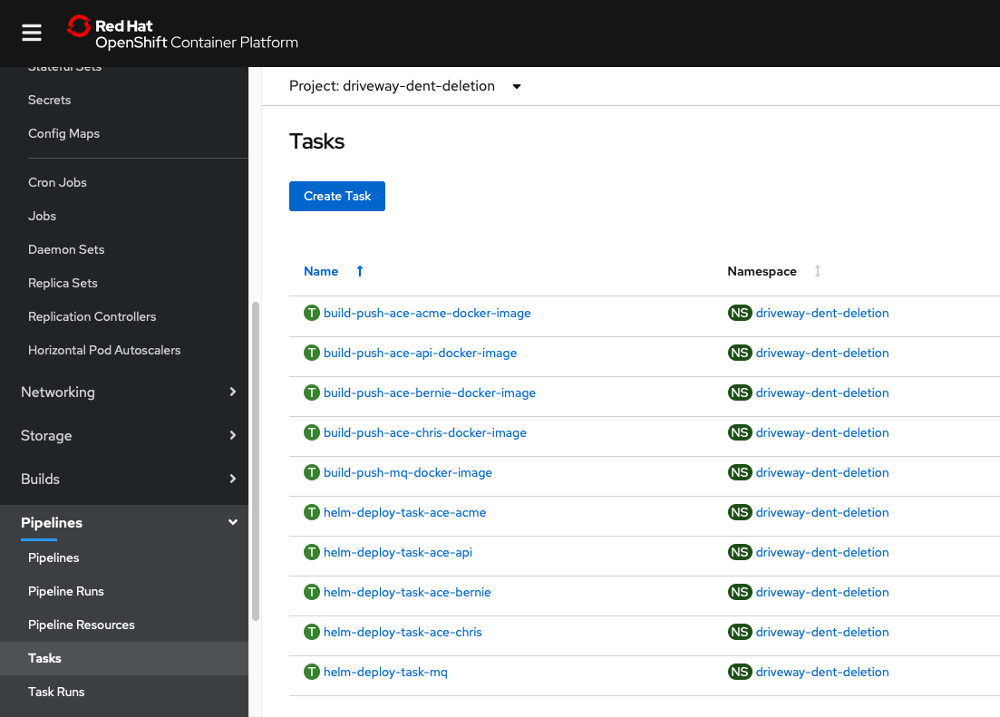 Red Hat
OpenShift Container Platform
Stateful Sets
Secrets
Config Maps
Cron Jobs
Jobs
Daemon Sets
Replica Sets
Replication Controllers
Horizontal Pod Autoscalers
Networking
Storage
Builds
Pipelines
Pipelines
Pipeline Runs
Pipeline Resources
Tasks
Task Runs
Project: driveway-dent-deletion
Tasks
Create Task
Name Namespace
T build-push-ace-acme-docker-image NS driveway-dent-deletion
T build-push-ace-api-docker-image NS driveway-dent-deletion
T build-push-ace-bernie-docker-image NS driveway-dent-deletion
T build-push-ace-chris-docker-image NS driveway-dent-deletion
T build-push-mq-docker-image NS driveway-dent-deletion
T helm-deploy-task-ace-acme NS driveway-dent-deletion
T helm-deploy-task-ace-api NS driveway-dent-deletion
T helm-deploy-task-ace-bernie NS driveway-dent-deletion
T helm-deploy-task-ace-chris NS driveway-dent-deletion
T helm-deploy-task-mq NS driveway-dent-deletion